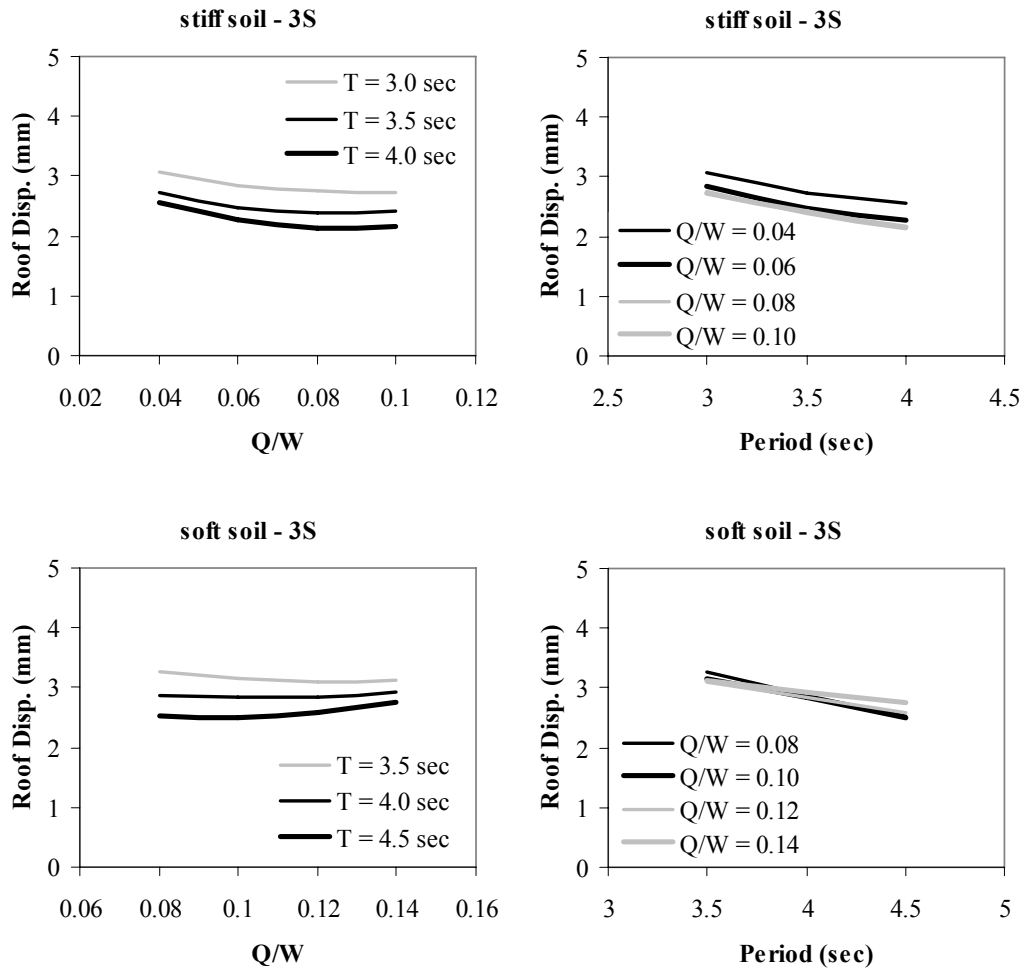 stiff soil - 3S
5
4
3
2
1
0
Roof Disp. (mm)
T = 3.0 sec
T = 3.5 sec
T = 4.0 sec
0.02 0.04 0.06 0.08 0.1 0.12
Q/W
stiff soil - 3S
5
4
3
2
1
0
Roof Disp. (mm)
Q/W = 0.04
Q/W = 0.06
Q/W = 0.08
Q/W = 0.10
2.5 3 3.5 4 4.5
Period (sec)
soft soil - 3S
5
4
3
2
1
0
Roof Disp. (mm)
T = 3.5 sec
T = 4.0 sec
T = 4.5 sec
0.06 0.08 0.1 0.12 0.14 0.16
Q/W
soft soil - 3S
5
4
3
2
1
0
Roof Disp. (mm)
Q/W = 0.08
Q/W = 0.10
Q/W = 0.12
Q/W = 0.14
3 3.5 4 4.5 5
Period (sec)